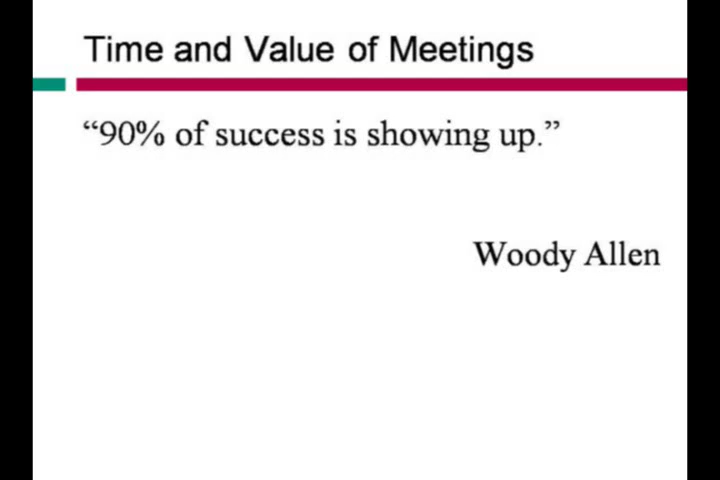 Time and Value of Meetings
“90% of success is showing up.”
Woody Allen